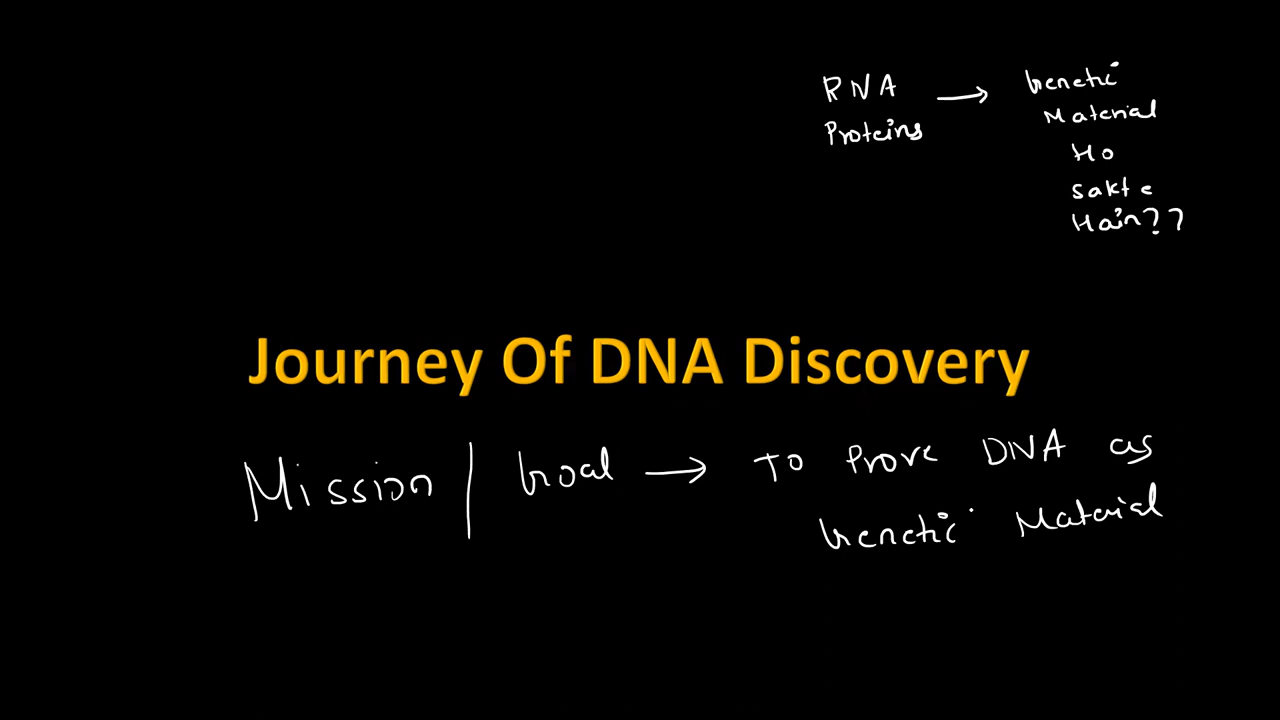 RNA → Genetic
Proteins Material
Ho
Sakte
Hain??
Journey Of DNA Discovery
Mission | Goal → To Prove DNA as
Genetic Material